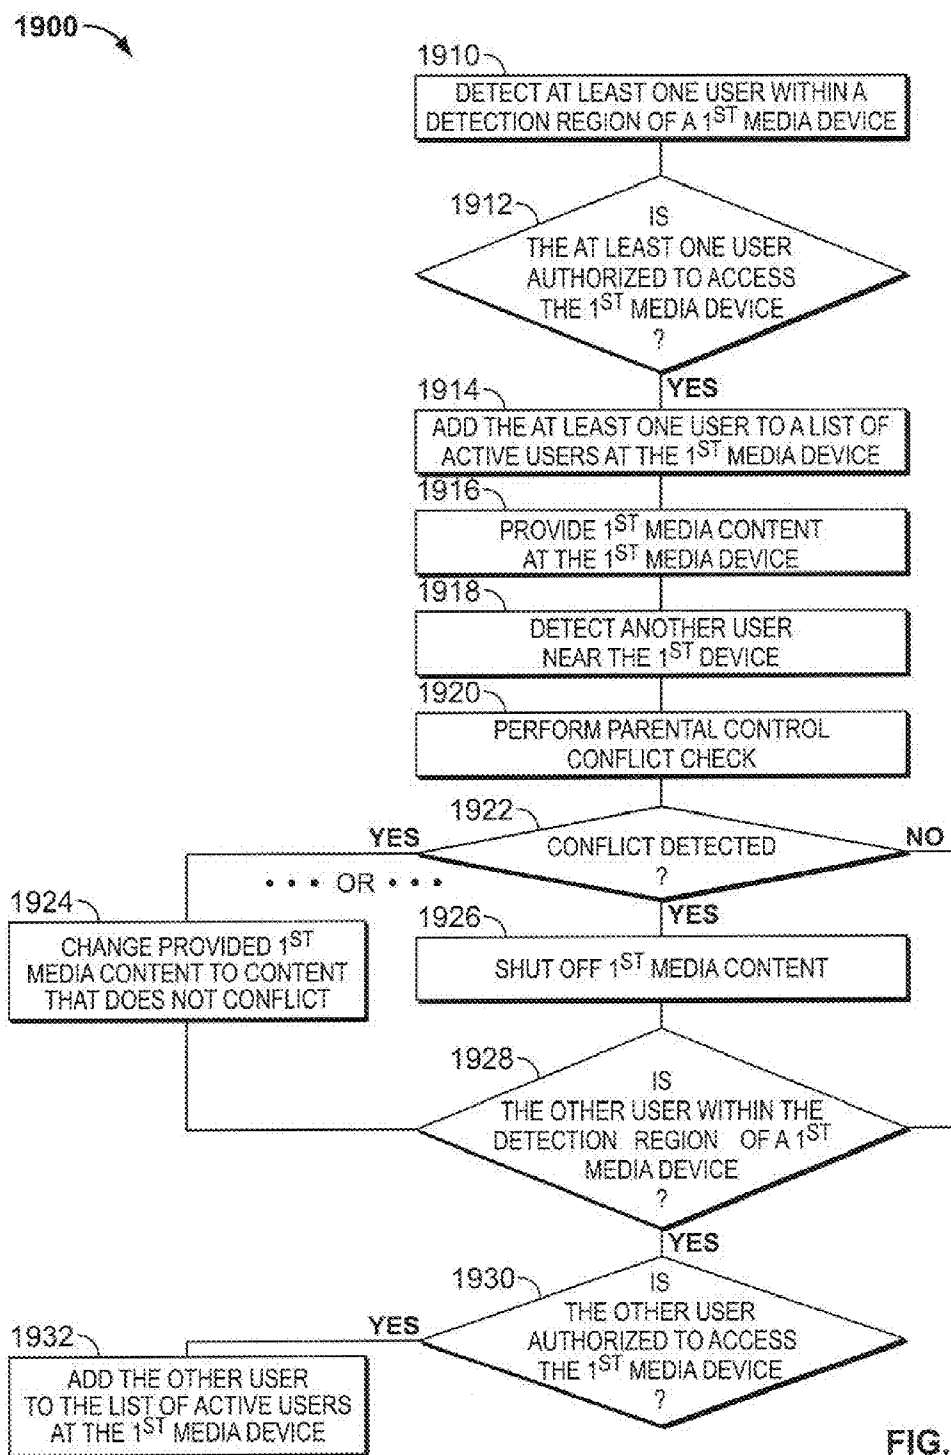 1900
1910
DETECT AT LEAST ONE USER WITHIN A
DETECTION REGION OF A 1ST MEDIA DEVICE
1912
IS
THE AT LEAST ONE USER
AUTHORIZED TO ACCESS
THE 1ST MEDIA DEVICE
?
YES
1914
ADD THE AT LEAST ONE USER TO A LIST OF
ACTIVE USERS AT THE 1ST MEDIA DEVICE
1916
PROVIDE 1ST MEDIA CONTENT
AT THE 1ST MEDIA DEVICE
1918
DETECT ANOTHER USER
NEAR THE 1ST DEVICE
1920
PERFORM PARENTAL CONTROL
CONFLICT CHECK
1922
YES
CONFLICT DETECTED
?
NO
• • • OR • • •
YES
1924
CHANGE PROVIDED 1ST
MEDIA CONTENT TO CONTENT
THAT DOES NOT CONFLICT
1926
SHUT OFF 1ST MEDIA CONTENT
1928
IS
THE OTHER USER WITHIN THE
DETECTION REGION OF A 1ST
MEDIA DEVICE
?
YES
1930
IS
THE OTHER USER
AUTHORIZED TO ACCESS
THE 1ST MEDIA DEVICE
?
YES
1932
ADD THE OTHER USER
TO THE LIST OF ACTIVE USERS
AT THE 1ST MEDIA DEVICE
FIG.